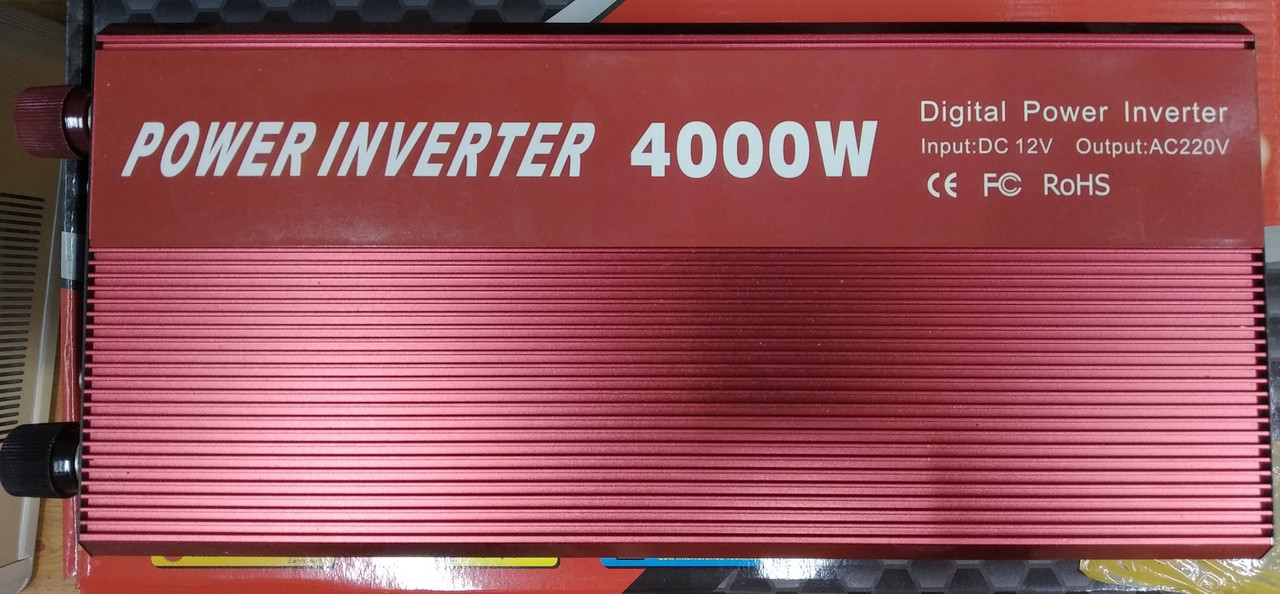 POWER INVERTER 4000W
Digital Power Inverter
Input:DC 12V Output:AC220V
CE FC RoHS